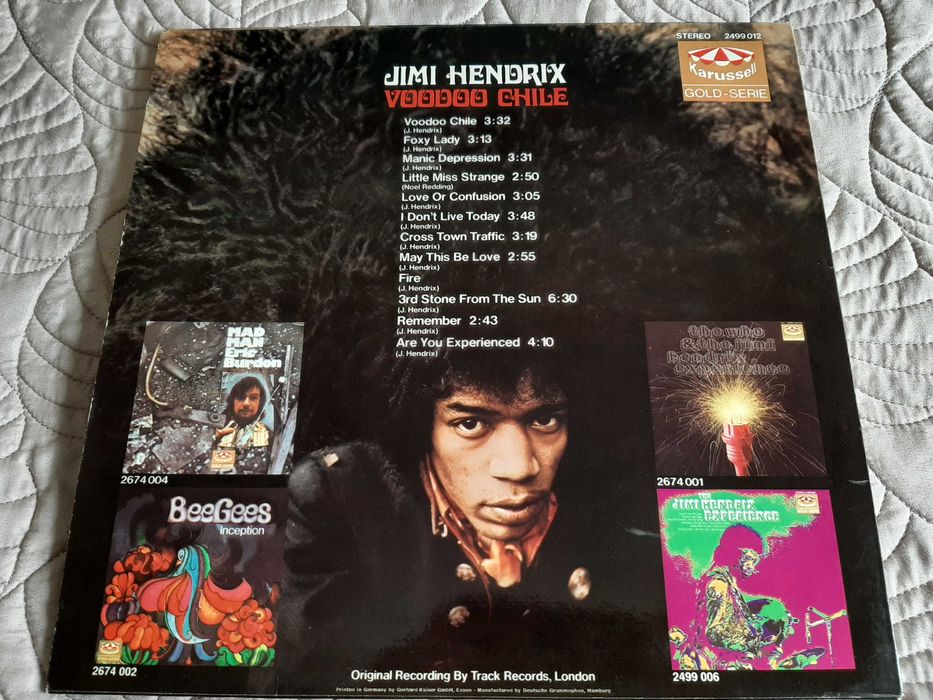 STEREO 2499 012
Karussell
GOLD-SERIE
JIMI HENDRIX
VOODOO CHILE
Voodoo Chile 3:32
(J. Hendrix)
Foxy Lady 3:13
(J. Hendrix)
Manic Depression 3:31
(J. Hendrix)
Little Miss Strange 2:50
(Noel Redding)
Love Or Confusion 3:05
(J. Hendrix)
I Don't Live Today 3:48
(J. Hendrix)
Cross Town Traffic 3:19
(J. Hendrix)
May This Be Love 2:55
(J. Hendrix)
Fire
(J. Hendrix)
3rd Stone From The Sun 6:30
(J. Hendrix)
Remember 2:43
(J. Hendrix)
Are You Experienced 4:10
(J. Hendrix)
MAD
MAN
Eric
Burdon
2674 004
the who
& the jimi
hendrix
experience
2674 001
BeeGees
Inception
2674 002
THE
JIMI HENDRIX
EXPERIENCE
2499 006
Original Recording By Track Records, London
Printed in Germany by Gerhard Kaiser GmbH, Essen - Manufactured by Deutsche Grammophon, Hamburg